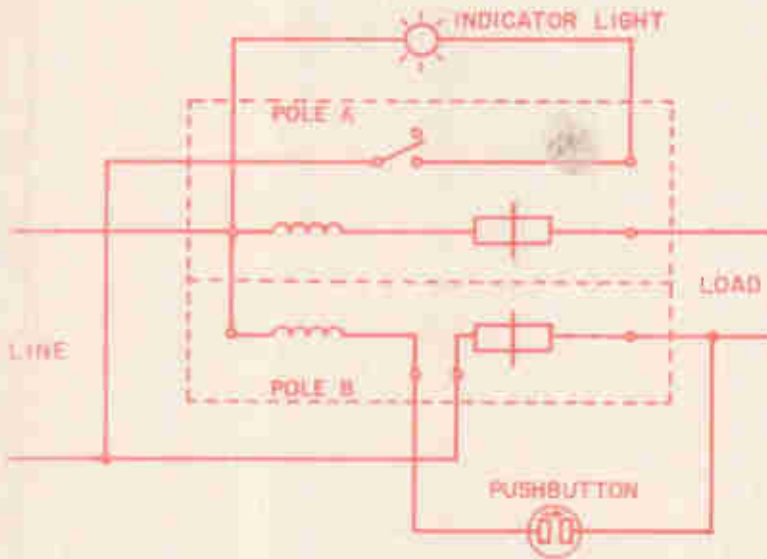 INDICATOR LIGHT
POLE A
LOAD
LINE
POLE B
PUSHBUTTON